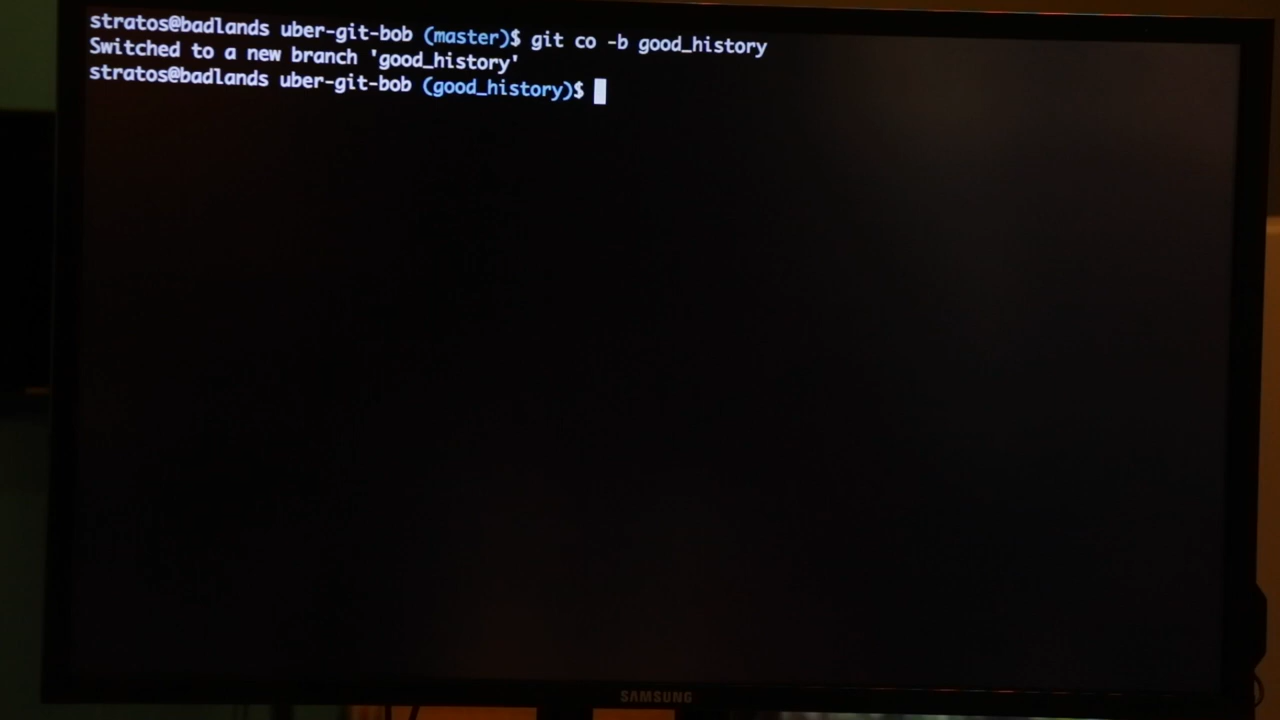 stratos@badlands uber-git-bob (master)$ git co -b good_history
Switched to a new branch 'good_history'
stratos@badlands uber-git-bob (good_history)$
SAMSUNG